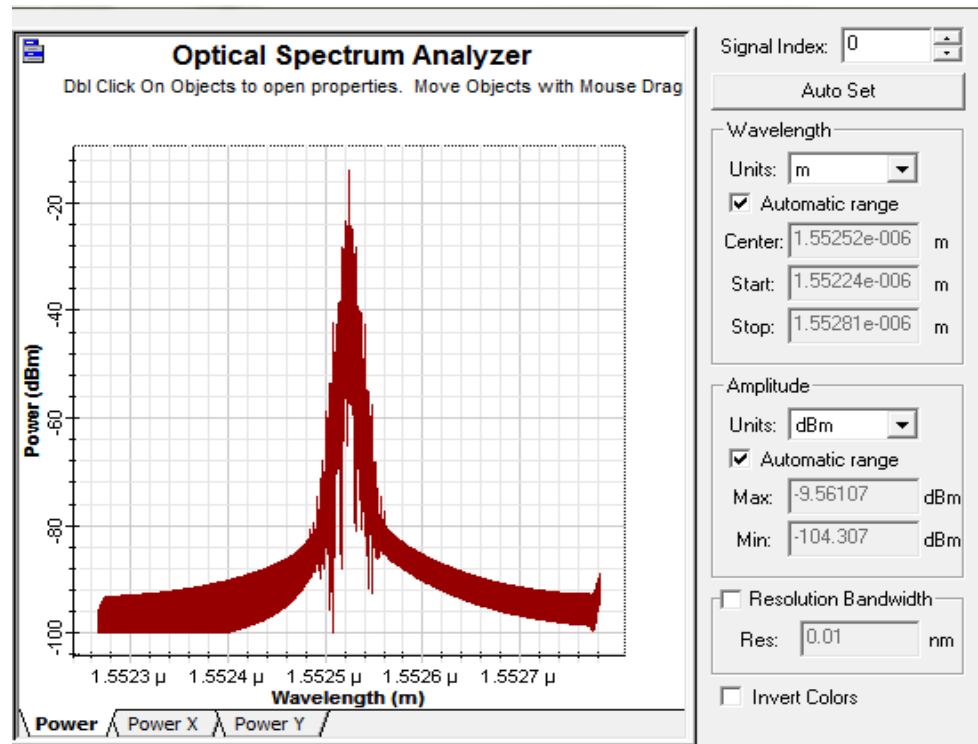 Optical Spectrum Analyzer
Dbl Click On Objects to open properties. Move Objects with Mouse Drag
Power (dBm)
-20
-40
-60
-80
-100
1.5523 µ 1.5524 µ 1.5525 µ 1.5526 µ 1.5527 µ
Wavelength (m)
Power Power X Power Y
Signal Index: 0
Auto Set
Wavelength
Units: m
Automatic range
Center: 1.55252e-006 m
Start: 1.55224e-006 m
Stop: 1.55281e-006 m
Amplitude
Units: dBm
Automatic range
Max: -9.56107 dBm
Min: -104.307 dBm
Resolution Bandwidth
Res: 0.01 nm
Invert Colors